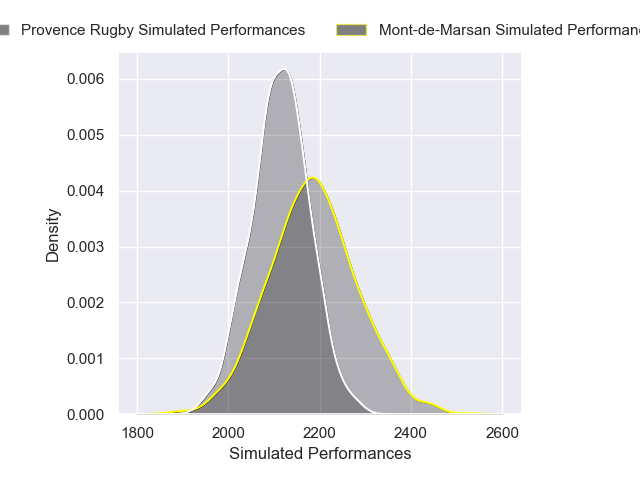 Provence Rugby Simulated Performances
Mont-de-Marsan Simulated
0.006
0.005
0.004
0.003
0.002
0.001
0.000
Density
1800 2000 2200 2400 2600
Simulated Performances